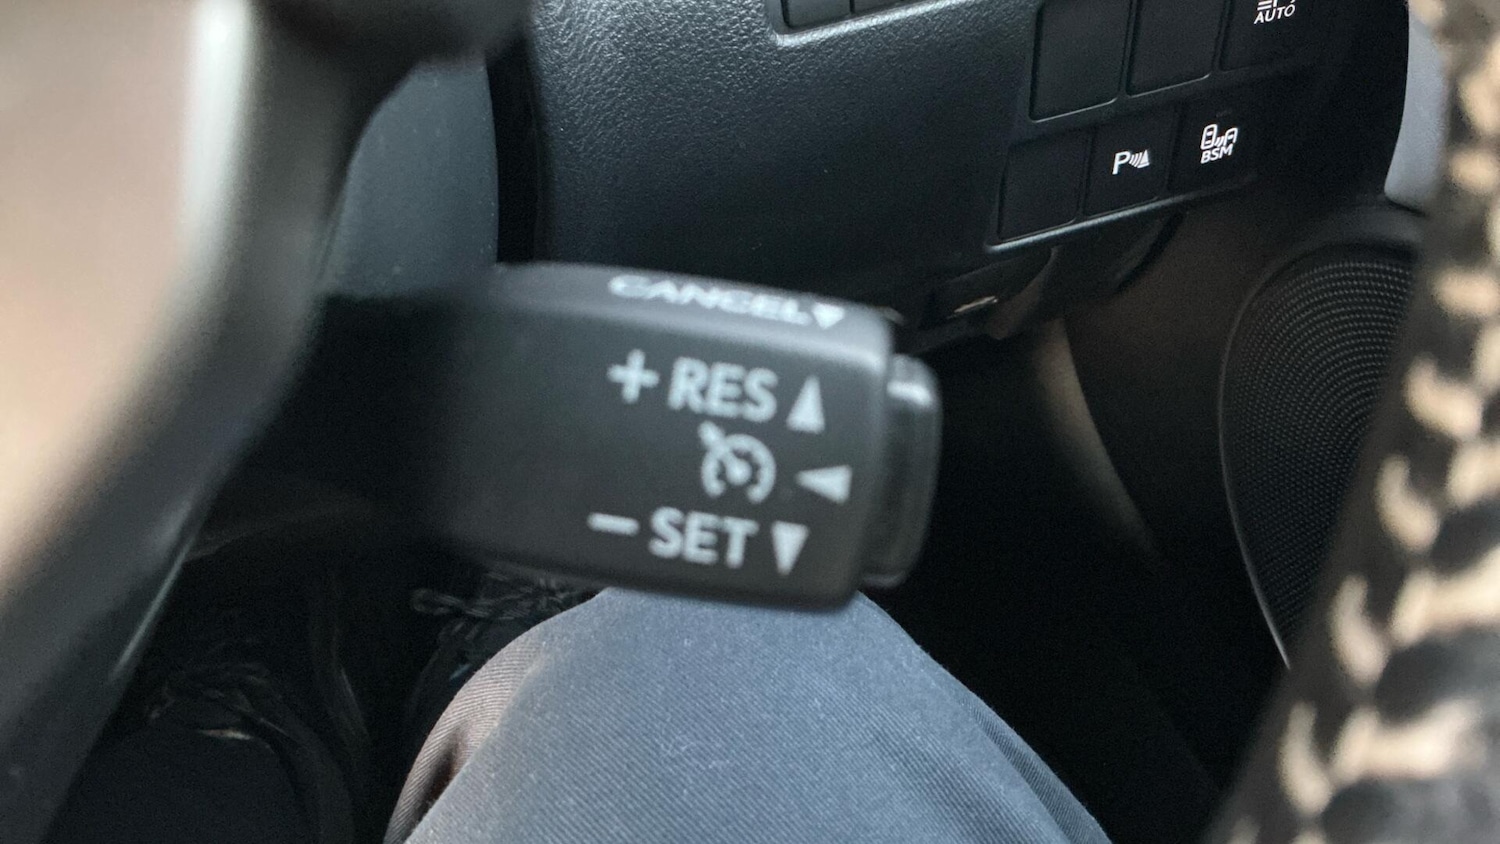 AUTO
P
BSM
CANCEL
+ RES
- SET